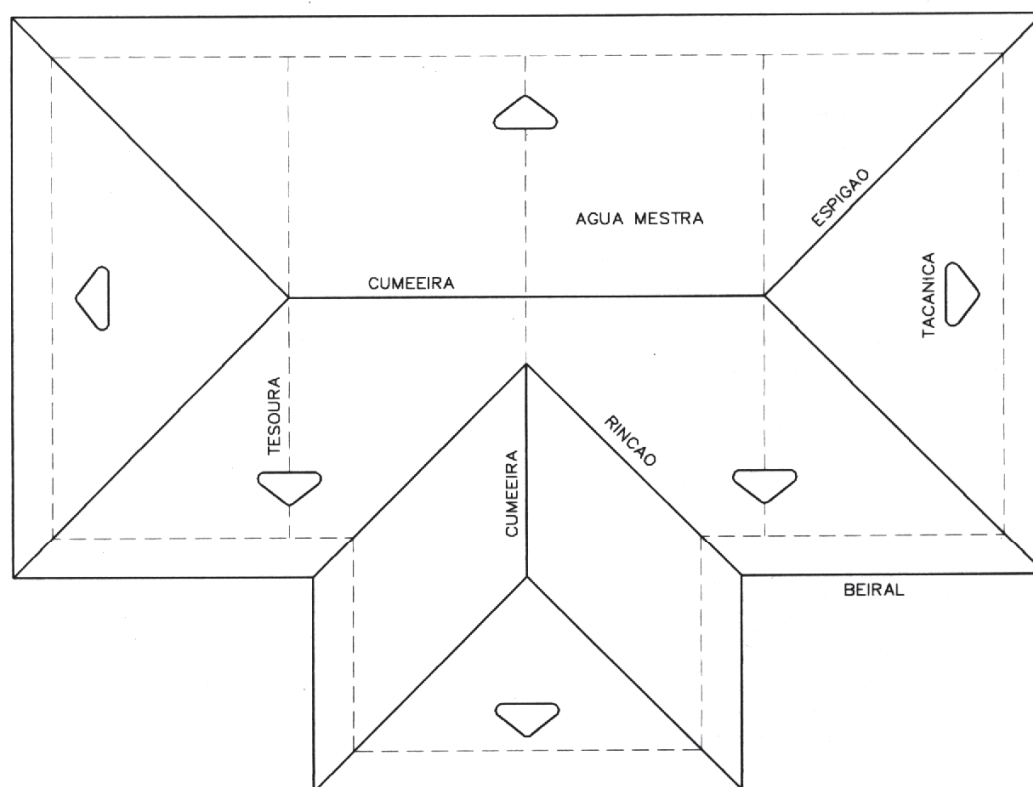 AGUA MESTRA
ESPIGAO
CUMEEIRA
TACANICA
TESOURA
RINCAO
CUMEEIRA
BEIRAL